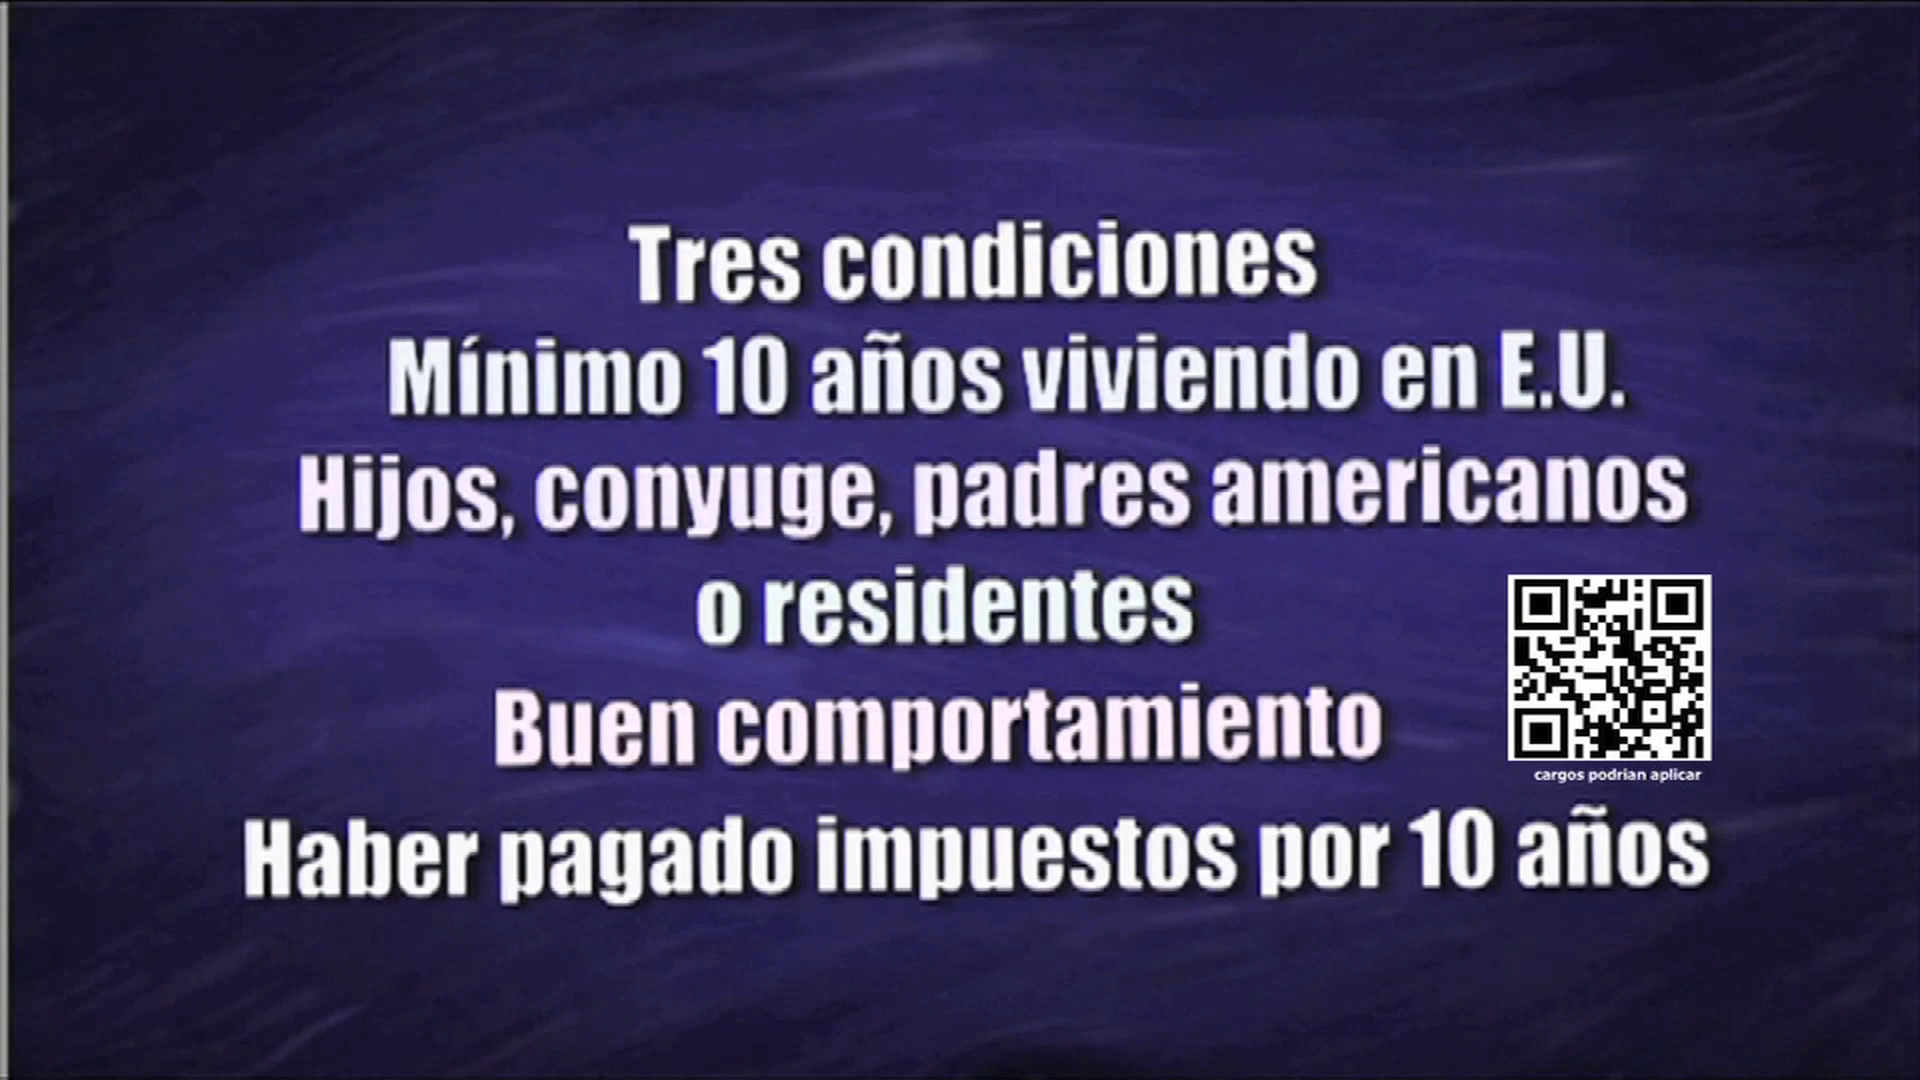 Tres condiciones
Mínimo 10 años viviendo en E.U.
Hijos, conyuge, padres americanos
o residentes
Buen comportamiento
cargos podrian aplicar
Haber pagado impuestos por 10 años